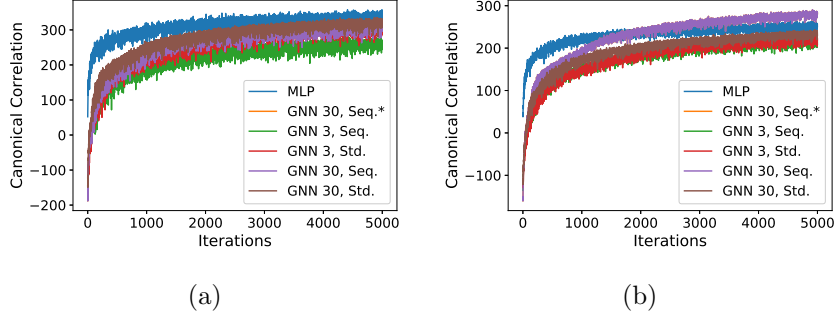 300
200
100
0
−100
−200
Canonical Correlation
0 1000 2000 3000 4000 5000
Iterations
MLP
GNN 30, Seq.*
GNN 3, Seq.
GNN 3, Std.
GNN 30, Seq.
GNN 30, Std.
(a)
300
200
100
0
−100
Canonical Correlation
0 1000 2000 3000 4000 5000
Iterations
MLP
GNN 30, Seq.*
GNN 3, Seq.
GNN 3, Std.
GNN 30, Seq.
GNN 30, Std.
(b)